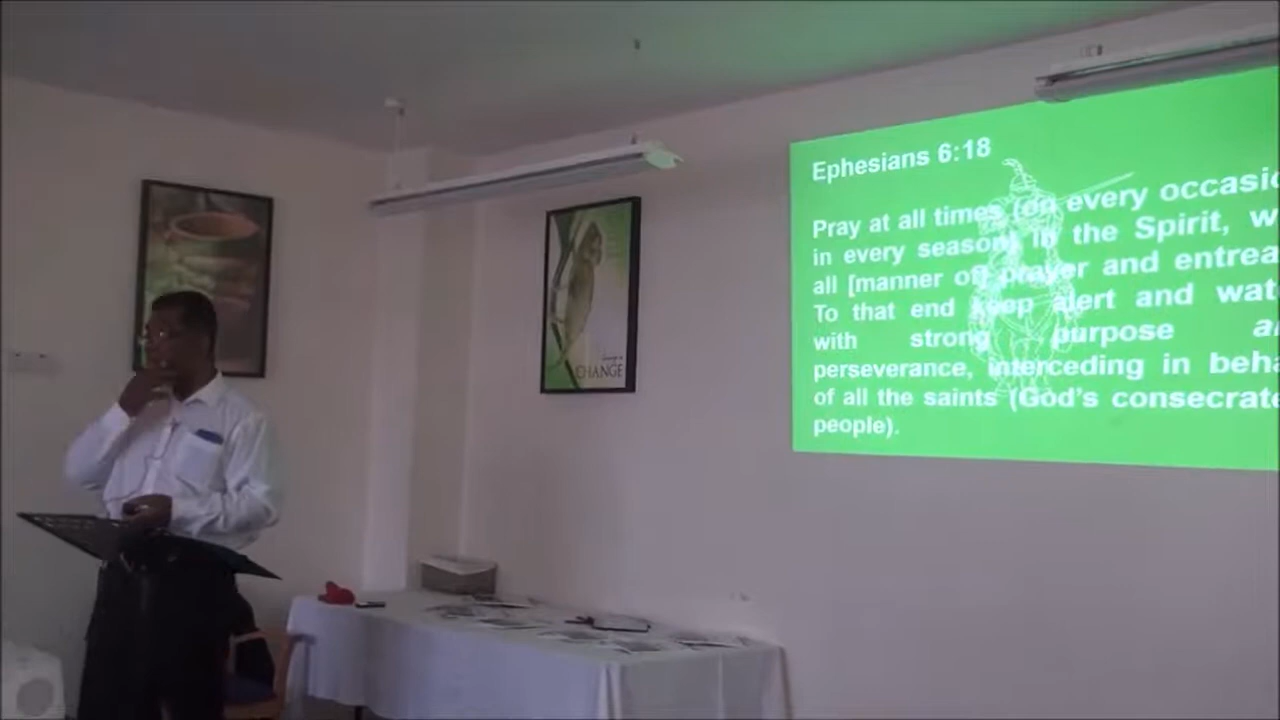 Ephesians 6:18
Pray at all times (on every occasio
in every season) in the Spirit, w
all [manner of] prayer and entrea
To that end keep alert and wat
with strong purpose a
perseverance, interceding in beha
of all the saints (God's consecrate
people).
CHANGE